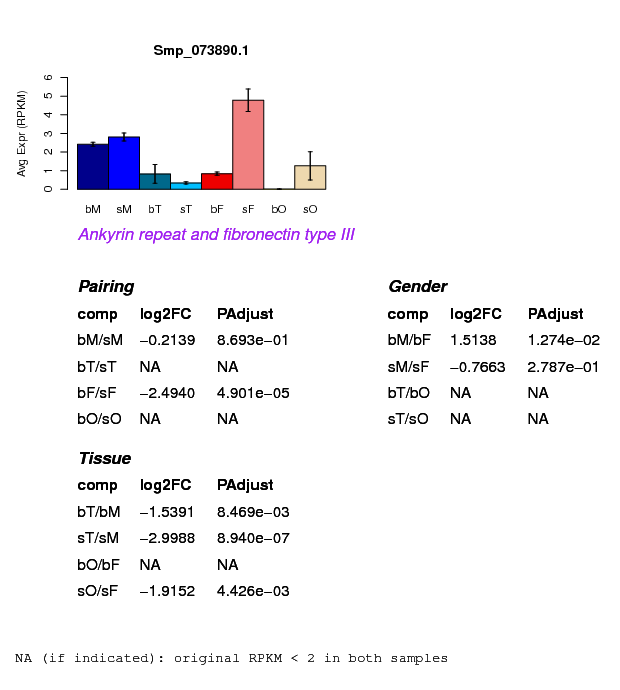 Smp_073890.1
Avg Expr (RPKM)
0 1 2 3 4 5 6
bM sM bT sT bF sF bO sO
Ankyrin repeat and fibronectin type III
Pairing
comp log2FC PAdjust
bM/sM −0.2139 8.693e−01
bT/sT NA NA
bF/sF −2.4940 4.901e−05
bO/sO NA NA
Gender
comp log2FC PAdjust
bM/bF 1.5138 1.274e−02
sM/sF −0.7663 2.787e−01
bT/bO NA NA
sT/sO NA NA
Tissue
comp log2FC PAdjust
bT/bM −1.5391 8.469e−03
sT/sM −2.9988 8.940e−07
bO/bF NA NA
sO/sF −1.9152 4.426e−03
NA (if indicated): original RPKM < 2 in both samples